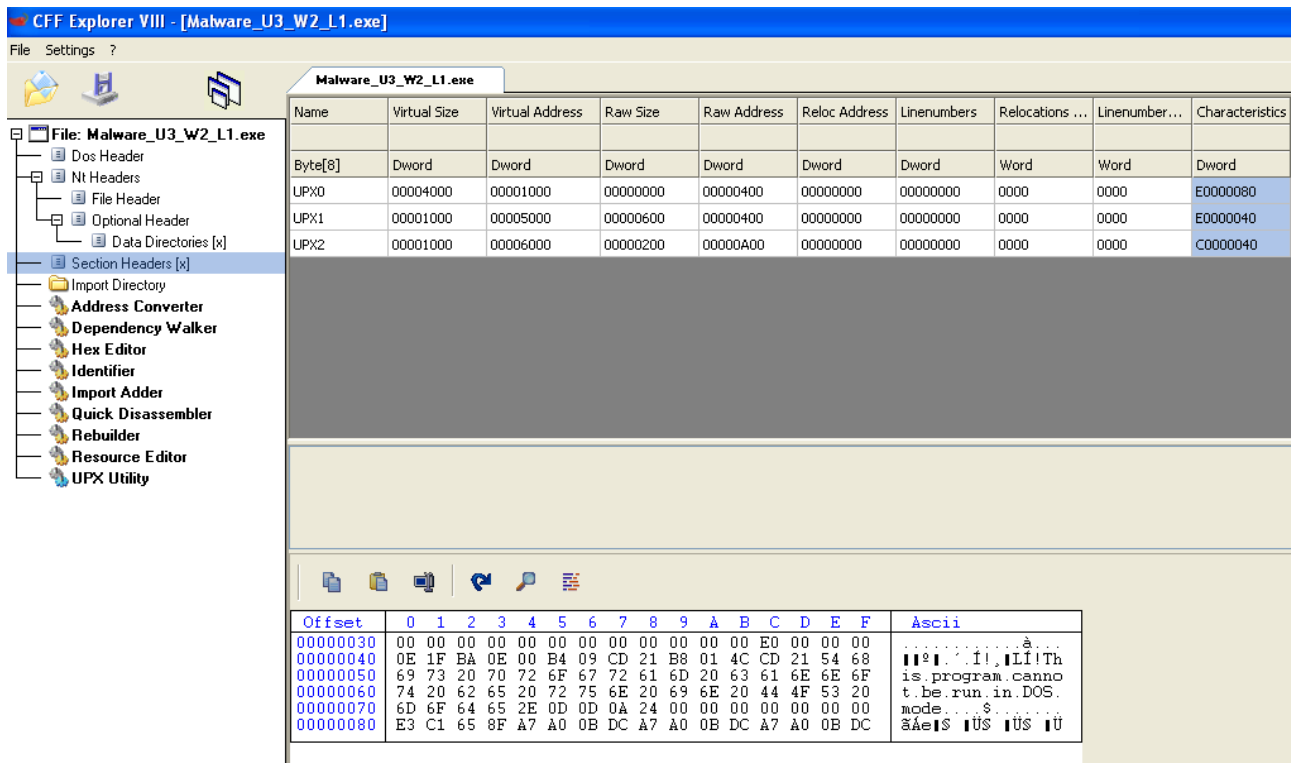 CFF Explorer VIII - [Malware_U3_W2_L1.exe]
File Settings ?
Malware_U3_W2_L1.exe
File: Malware_U3_W2_L1.exe
Dos Header
Nt Headers
File Header
Optional Header
Data Directories [x]
Section Headers [x]
Import Directory
Address Converter
Dependency Walker
Hex Editor
Identifier
Import Adder
Quick Disassembler
Rebuilder
Resource Editor
UPX Utility
Name Virtual Size Virtual Address Raw Size Raw Address Reloc Address Linenumbers Relocations ... Linenumber... Characteristics
Byte[8] Dword Dword Dword Dword Dword Dword Word Word Dword
UPX0 00004000 00001000 00000000 00000400 00000000 00000000 0000 0000 E0000080
UPX1 00001000 00005000 00000600 00000400 00000000 00000000 0000 0000 E0000040
UPX2 00001000 00006000 00000200 00000A00 00000000 00000000 0000 0000 C0000040
Offset 0 1 2 3 4 5 6 7 8 9 A B C D E F Ascii
00000030 00 00 00 00 00 00 00 00 00 00 00 00 E0 00 00 00 ............à...
00000040 0E 1F BA 0E 00 B4 09 CD 21 B8 01 4C CD 21 54 68 ▮▮º▮.´.Í!¸▮LÍ!Th
00000050 69 73 20 70 72 6F 67 72 61 6D 20 63 61 6E 6E 6F is.program.canno
00000060 74 20 62 65 20 72 75 6E 20 69 6E 20 44 4F 53 20 t.be.run.in.DOS.
00000070 6D 6F 64 65 2E 0D 0D 0A 24 00 00 00 00 00 00 00 mode....$.......
00000080 E3 C1 65 8F A7 A0 0B DC A7 A0 0B DC A7 A0 0B DC ãÁe▮§ ▮ܧ ▮ܧ ▮Ü